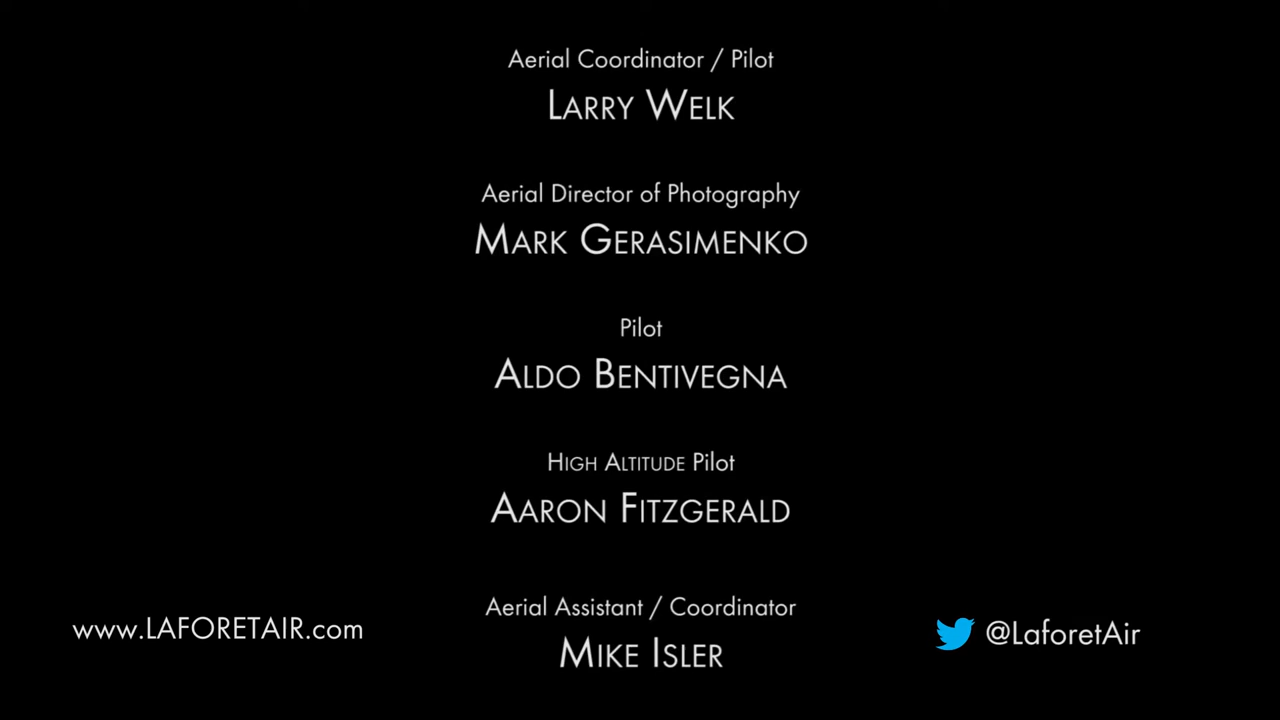 Aerial Coordinator / Pilot
LARRY WELK
Aerial Director of Photography
MARK GERASIMENKO
Pilot
ALDO BENTIVEGNA
HIGH ALTITUDE Pilot
AARON FITZGERALD
Aerial Assistant / Coordinator
MIKE ISLER
www.LAFORETAIR.com
@LaforetAir